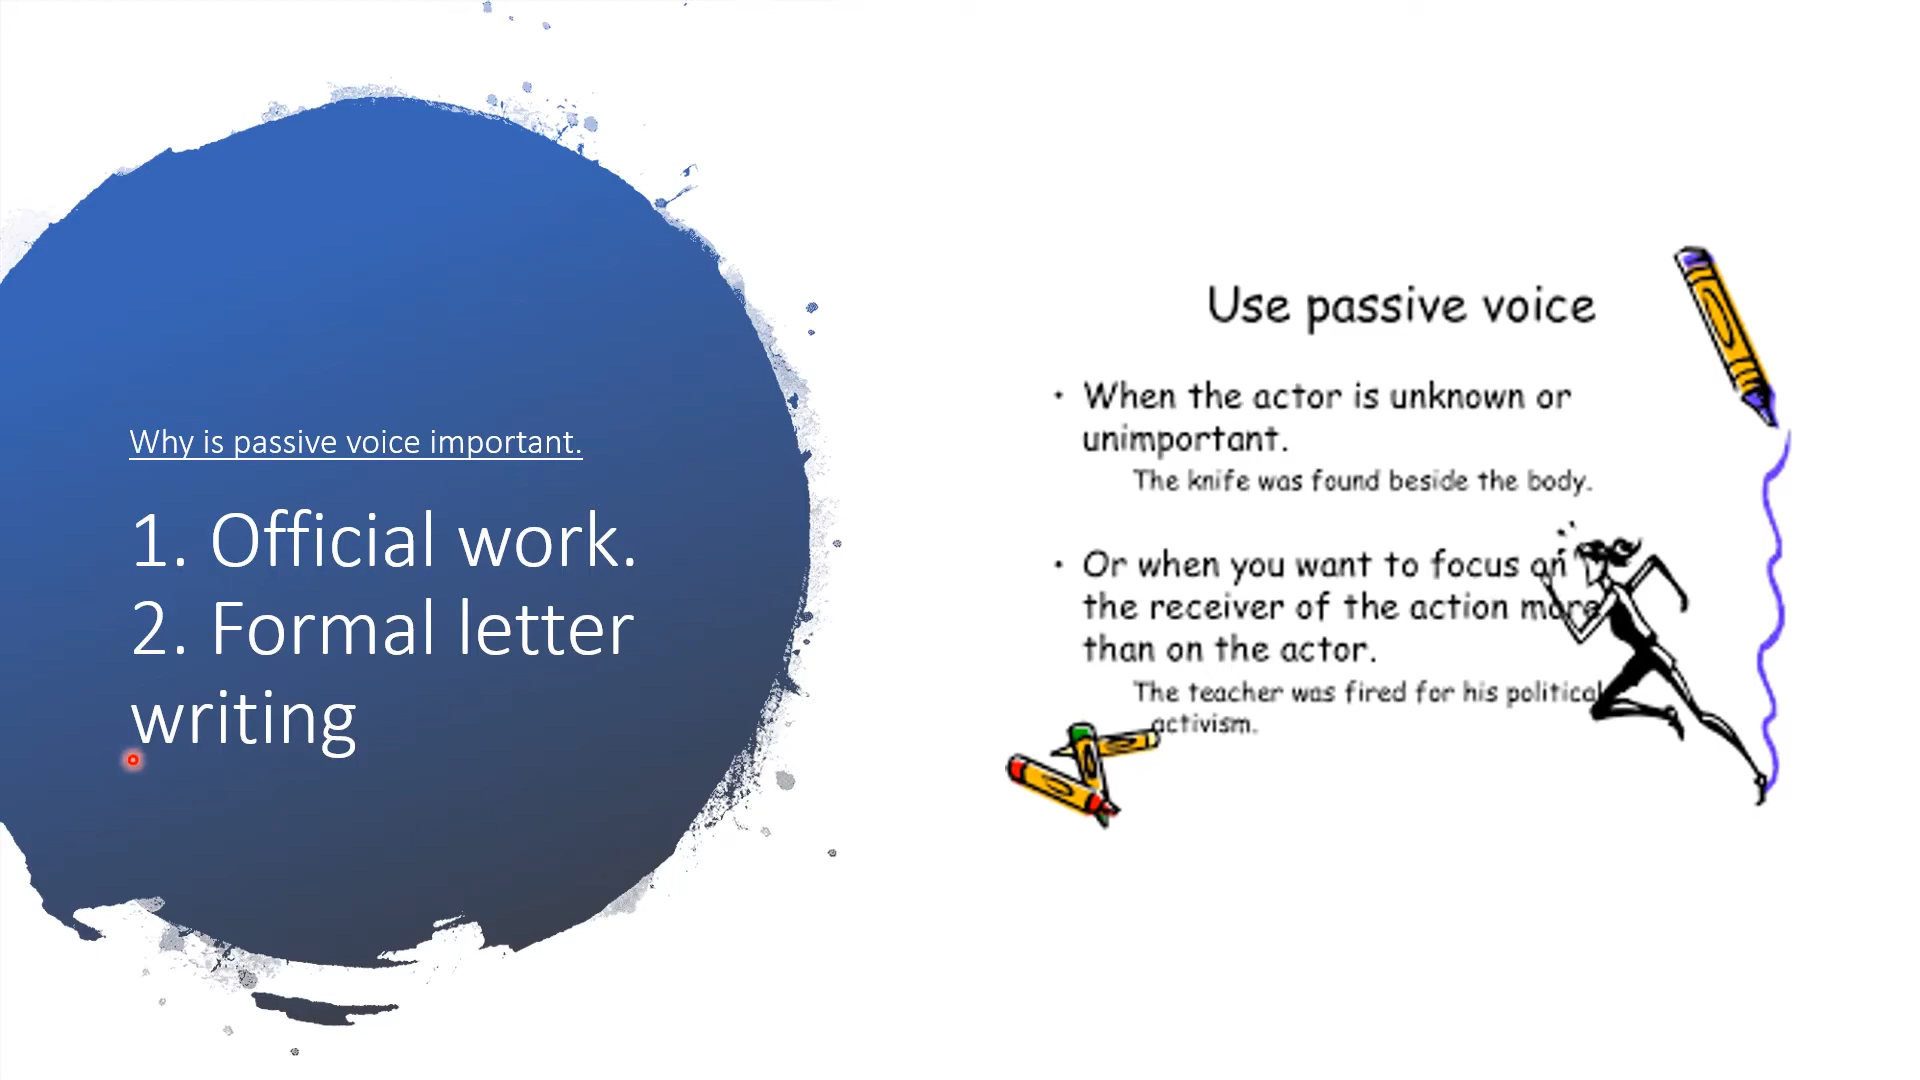 Why is passive voice important.
1. Official work.
2. Formal letter
writing
Use passive voice
• When the actor is unknown or
unimportant.
The knife was found beside the body.
• Or when you want to focus on
the receiver of the action more
than on the actor.
The teacher was fired for his political
activism.